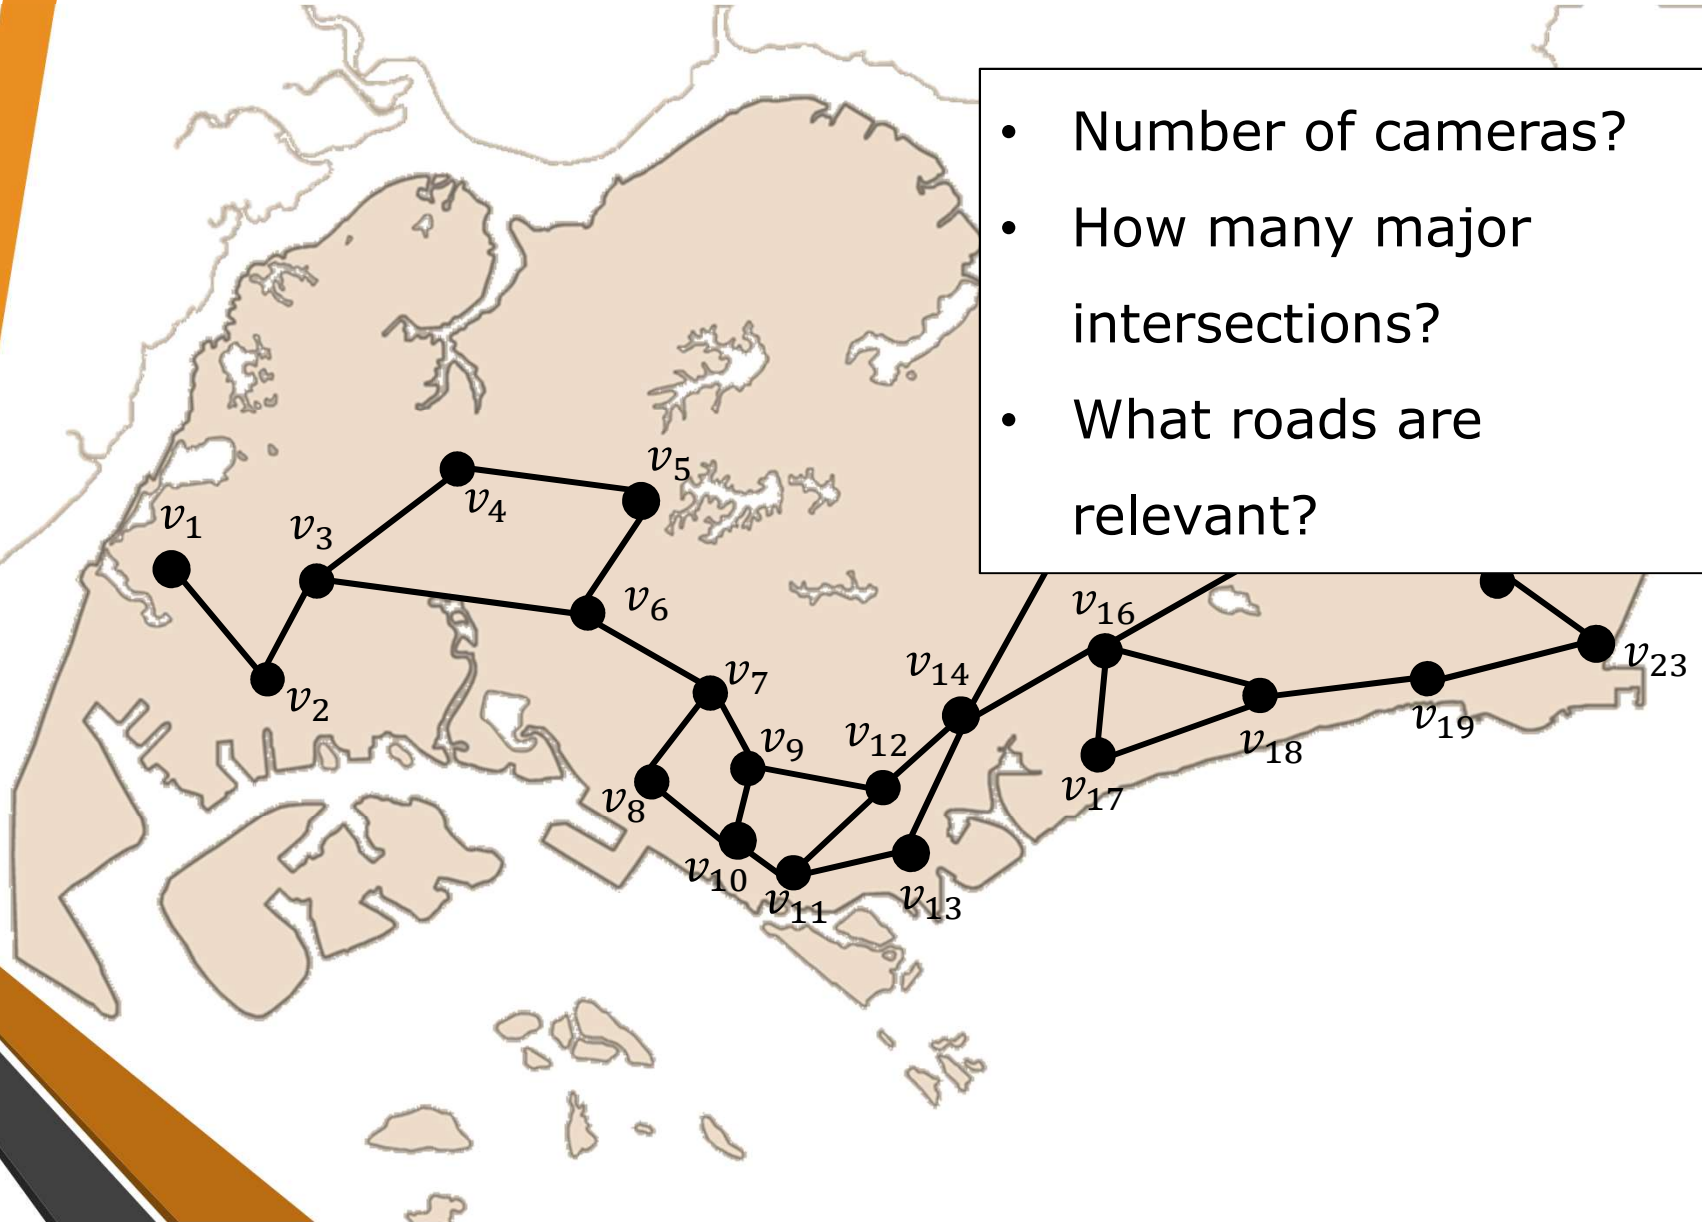 • Number of cameras?
• How many major
intersections?
• What roads are
relevant?
v₅
v₄
v₁
v₃
v₆
v₁₆
v₁₄
v₂₃
v₇
v₂
v₁₉
v₉
v₁₂
v₁₈
v₈
v₁₇
v₁₀
v₁₁
v₁₃